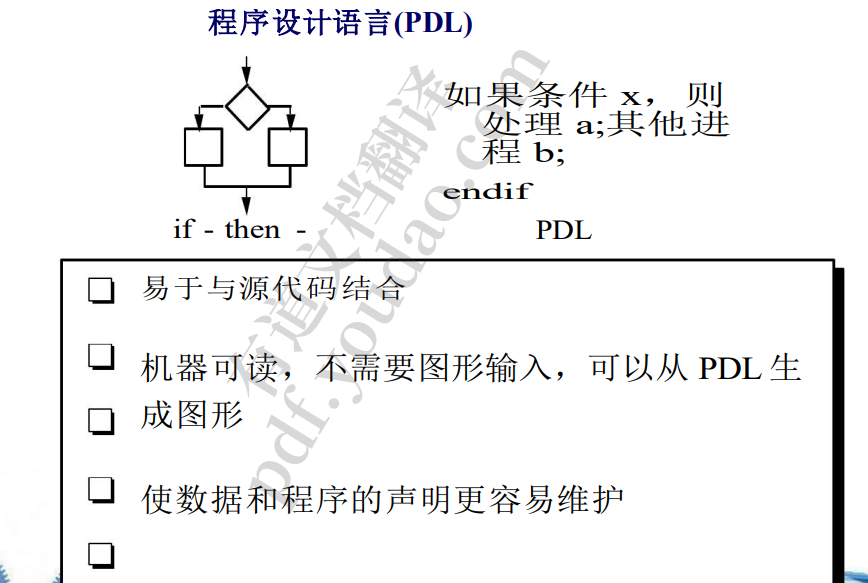 程序设计语言(PDL)
如果条件 x，则
处理 a;其他进
程 b;
endif
if - then -
PDL
易于与源代码结合
机器可读，不需要图形输入，可以从 PDL 生
成图形
使数据和程序的声明更容易维护
有道文档翻译
pdf.youdao.com